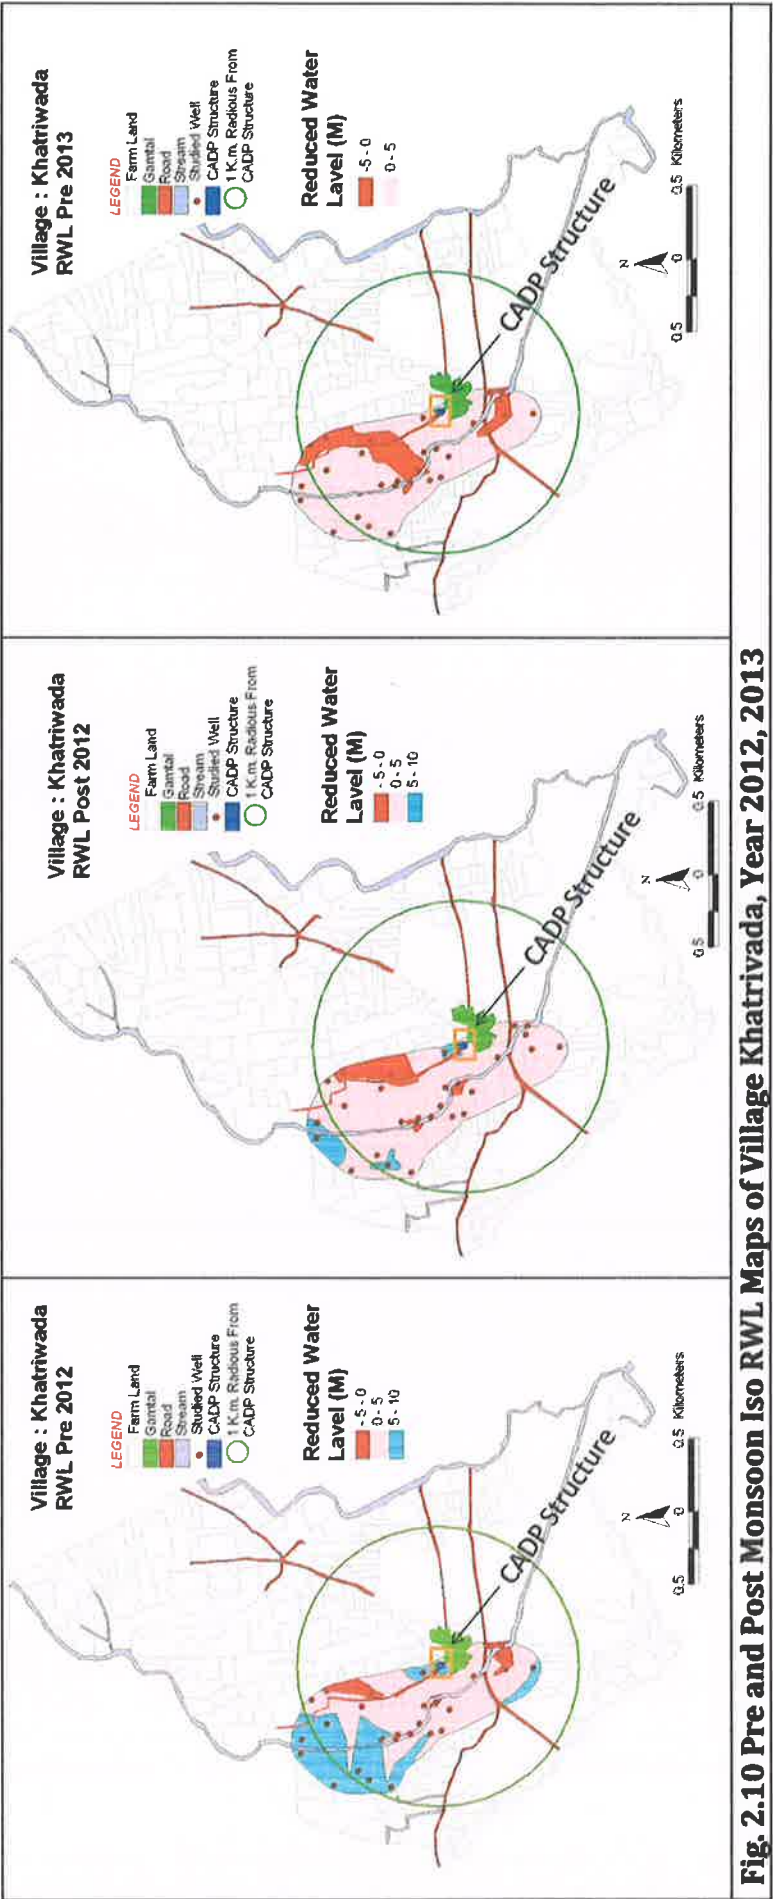 Village : Khatriwada
RWL Pre 2012
LEGEND
Farm Land
Gamtal
Road
Stream
Studied Well
CADP Structure
1 K.m. Radious From
CADP Structure
Reduced Water
Lavel (M)
-5 - 0
0 - 5
5 - 10
CADP Structure
N
0.5 0 0.5 Kilometers
Village : Khatriwada
RWL Post 2012
LEGEND
Farm Land
Gamtal
Road
Stream
Studied Well
CADP Structure
1 K.m. Radious From
CADP Structure
Reduced Water
Lavel (M)
-5 - 0
0 - 5
5 - 10
CADP Structure
N
0.5 0 0.5 Kilometers
Village : Khatriwada
RWL Pre 2013
LEGEND
Farm Land
Gamtal
Road
Stream
Studied Well
CADP Structure
1 K.m. Radious From
CADP Structure
Reduced Water
Lavel (M)
-5 - 0
0 - 5
CADP Structure
N
0.5 0 0.5 Kilometers
Fig. 2.10 Pre and Post Monsoon Iso RWL Maps of Village Khatrivada, Year 2012, 2013